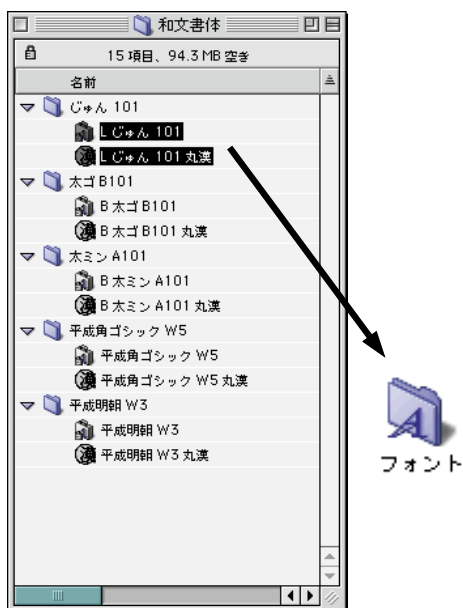 和文書体
15 項目、94.3 MB 空き
名前
じゅん 101
L じゅん 101
L じゅん 101 丸漢
太ゴ B101
B 太ゴ B101
B 太ゴ B101 丸漢
太ミン A101
B 太ミン A101
B 太ミン A101 丸漢
平成角ゴシック W5
平成角ゴシック W5
平成角ゴシック W5 丸漢
平成明朝 W3
平成明朝 W3
平成明朝 W3 丸漢
フォント